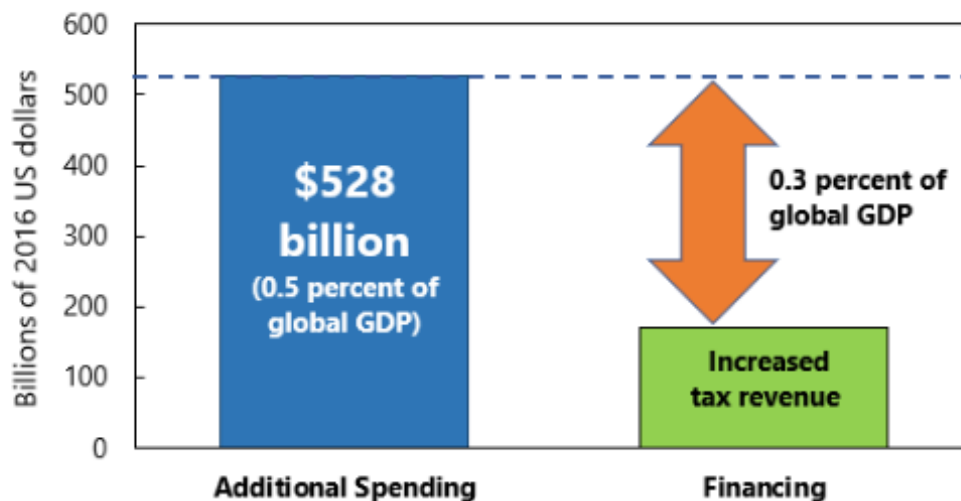 600
500
400
300
200
100
0
Billions of 2016 US dollars
$528
billion
(0.5 percent of
global GDP)
0.3 percent of
global GDP
Increased
tax revenue
Additional Spending
Financing